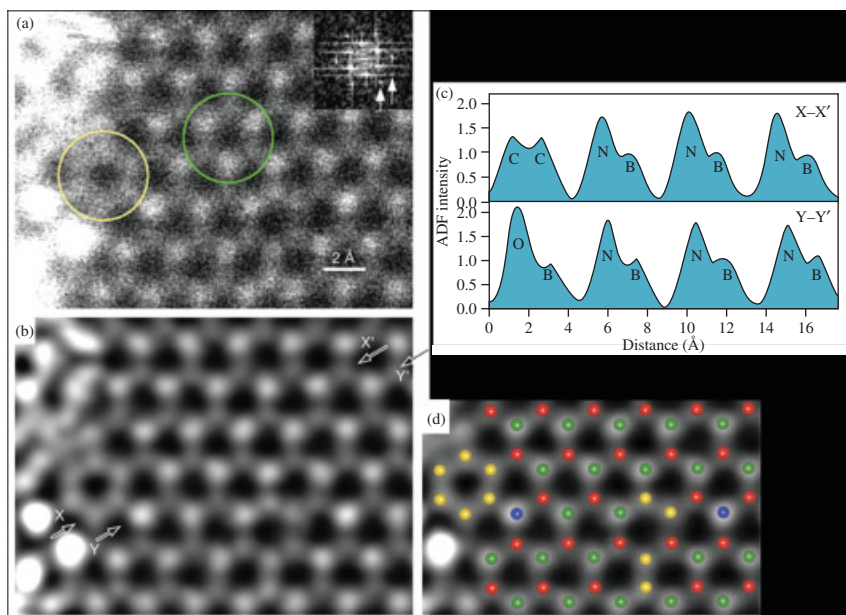 (a)
2 Å
(b)
X'
Y'
X
Y
(c)
ADF intensity
2.0
1.5
1.0
0.5
0.0
X–X′
C C N B N B N B
2.0
1.5
1.0
0.5
0.0
Y–Y′
O B N B N B N B
0 2 4 6 8 10 12 14 16
Distance (Å)
(d)